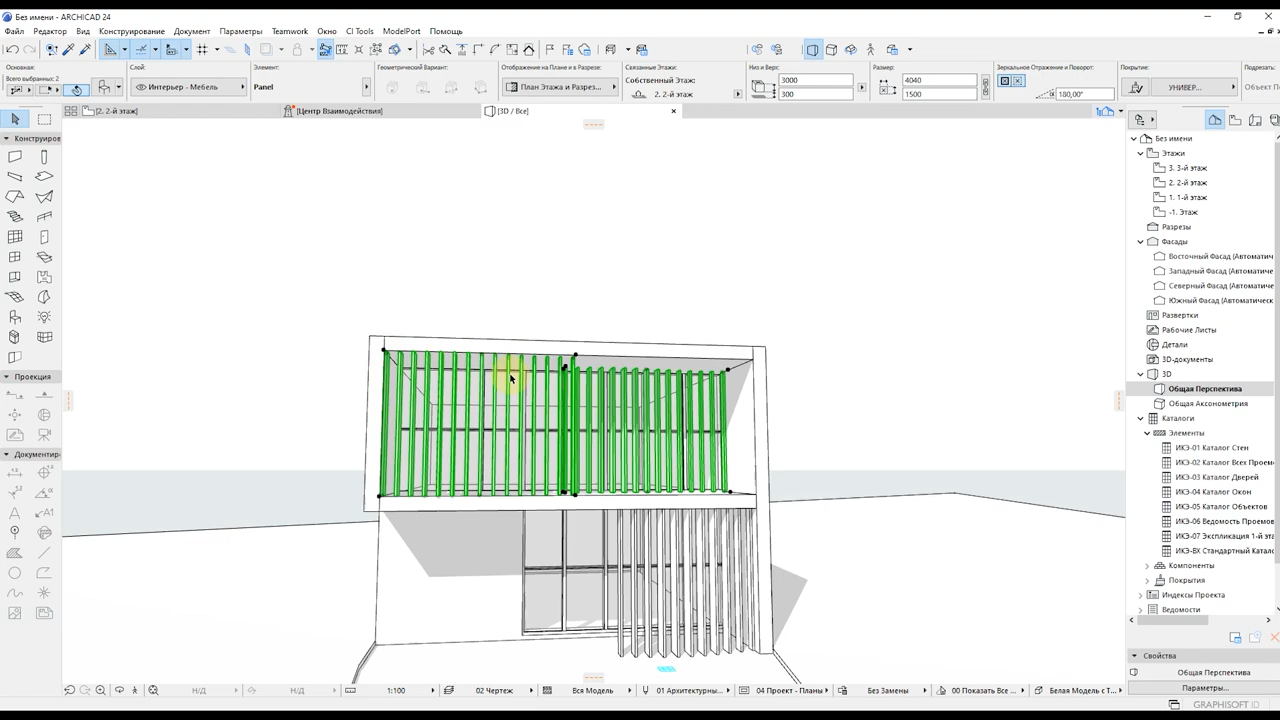 Без имени - ARCHICAD 24
Файл Редактор Вид Конструирование Документ Параметры Teamwork Окно CI Tools ModelPort Помощь
Основная:
Всего выбранных: 2
Слой:
Интерьер - Мебель
Элемент:
Panel
Геометрический Вариант:
Отображение на Плане и в Разрезе:
План Этажа и Разрез...
Связанные Этажи:
Собственный Этаж:
2. 2-й этаж
Низ и Верх:
3000
300
Размер:
4040
1500
Зеркальное Отражение и Поворот:
180,00°
Покрытие:
УНИВЕР...
Подрезать:
Объект П
[2. 2-й этаж]
[Центр Взаимодействия]
[3D / Все]
Конструиров
Проекция
Документиро
Без имени
Этажи
3. 3-й этаж
2. 2-й этаж
1. 1-й этаж
-1. Этаж
Разрезы
Фасады
Восточный Фасад (Автоматич
Западный Фасад (Автоматиче
Северный Фасад (Автоматиче
Южный Фасад (Автоматическ
Развертки
Рабочие Листы
Детали
3D-документы
3D
Общая Перспектива
Общая Аксонометрия
Каталоги
Элементы
ИКЭ-01 Каталог Стен
ИКЭ-02 Каталог Всех Проем
ИКЭ-03 Каталог Дверей
ИКЭ-04 Каталог Окон
ИКЭ-05 Каталог Объектов
ИКЭ-06 Ведомость Проемов
ИКЭ-07 Экспликация 1-й эта
ИКЭ-ВХ Стандартный Катало
Компоненты
Покрытия
Индексы Проекта
Ведомости
Свойства
Общая Перспектива
Параметры...
Н/Д
Н/Д
1:100
02 Чертеж
Вся Модель
01 Архитектурны...
04 Проект - Планы
Без Замены
00 Показать Все ...
Белая Модель с Т...
GRAPHISOFT ID